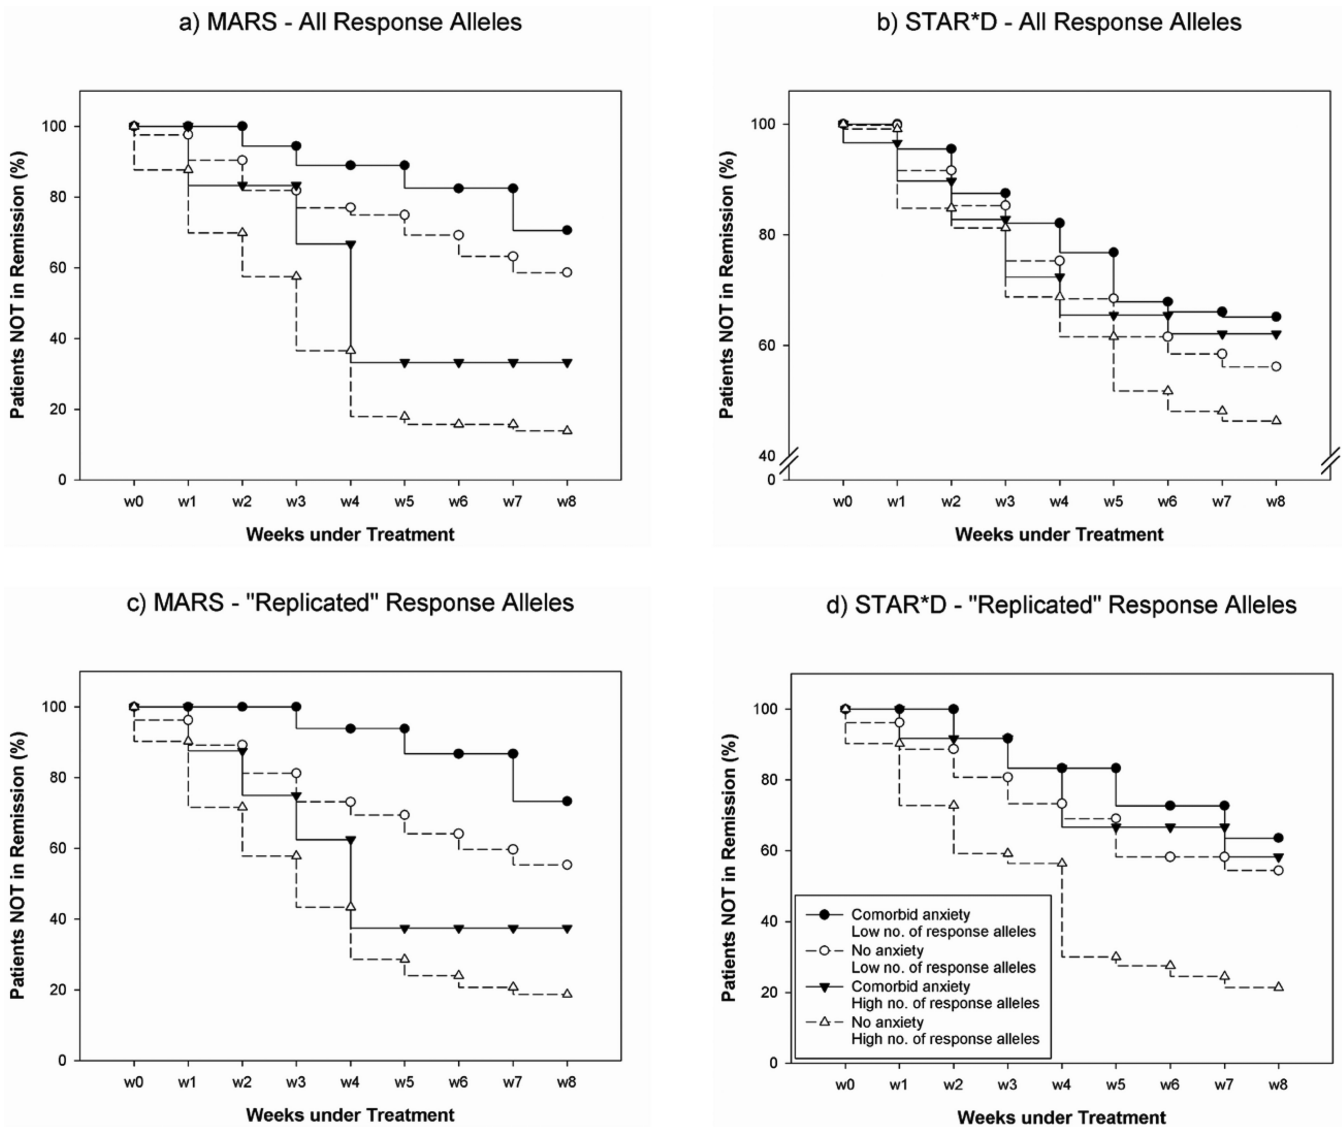 a) MARS - All Response Alleles
Patients NOT in Remission (%)
100
80
60
40
20
0
w0 w1 w2 w3 w4 w5 w6 w7 w8
Weeks under Treatment
b) STAR*D - All Response Alleles
Patients NOT in Remission (%)
100
80
60
40
0
w0 w1 w2 w3 w4 w5 w6 w7 w8
Weeks under Treatment
c) MARS - "Replicated" Response Alleles
Patients NOT in Remission (%)
100
80
60
40
20
0
w0 w1 w2 w3 w4 w5 w6 w7 w8
Weeks under Treatment
d) STAR*D - "Replicated" Response Alleles
Patients NOT in Remission (%)
100
80
60
40
20
0
Comorbid anxiety
Low no. of response alleles
No anxiety
Low no. of response alleles
Comorbid anxiety
High no. of response alleles
No anxiety
High no. of response alleles
w0 w1 w2 w3 w4 w5 w6 w7 w8
Weeks under Treatment